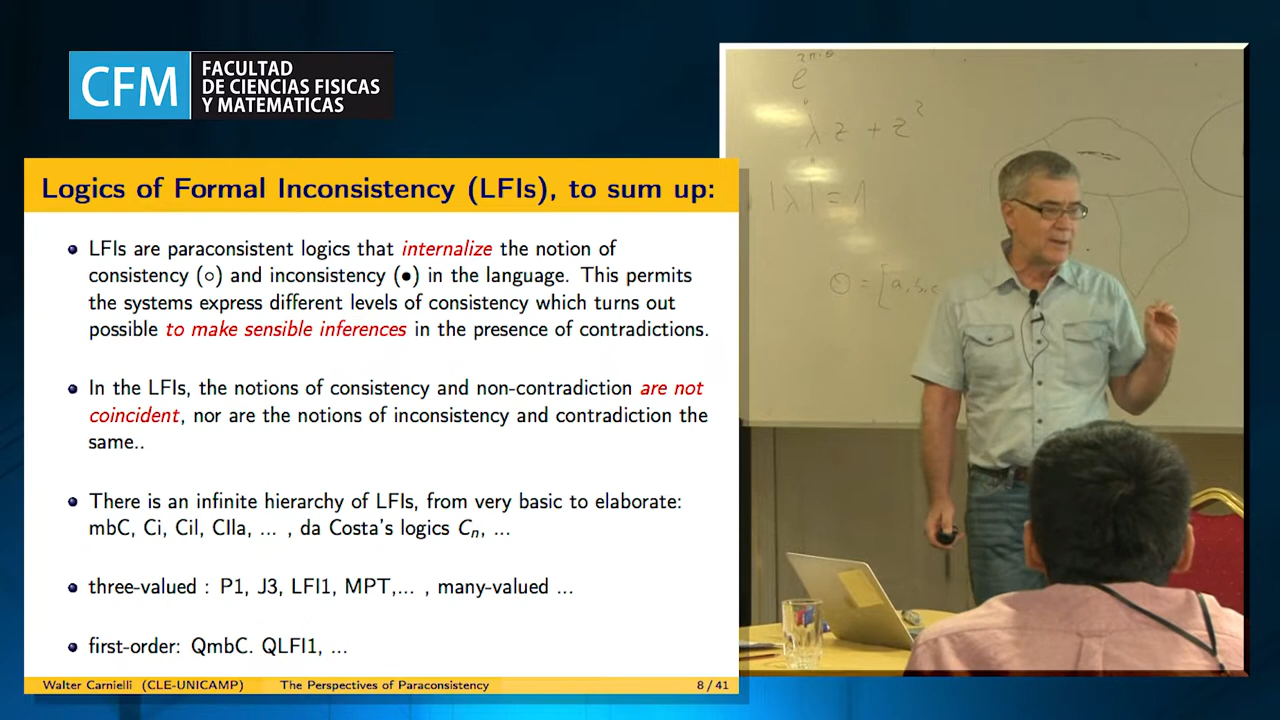 CFM
FACULTAD
DE CIENCIAS FISICAS
Y MATEMATICAS
Logics of Formal Inconsistency (LFIs), to sum up:
LFIs are paraconsistent logics that internalize the notion of
consistency (○) and inconsistency (●) in the language. This permits
the systems express different levels of consistency which turns out
possible to make sensible inferences in the presence of contradictions.
In the LFIs, the notions of consistency and non-contradiction are not
coincident, nor are the notions of inconsistency and contradiction the
same..
There is an infinite hierarchy of LFIs, from very basic to elaborate:
mbC, Ci, Cil, CIla, ... , da Costa's logics Cn, ...
three-valued : P1, J3, LFI1, MPT,... , many-valued ...
first-order: QmbC. QLFI1, ...
Walter Carnielli (CLE-UNICAMP) The Perspectives of Paraconsistency 8 / 41
λ z + z²
|λ| = 1